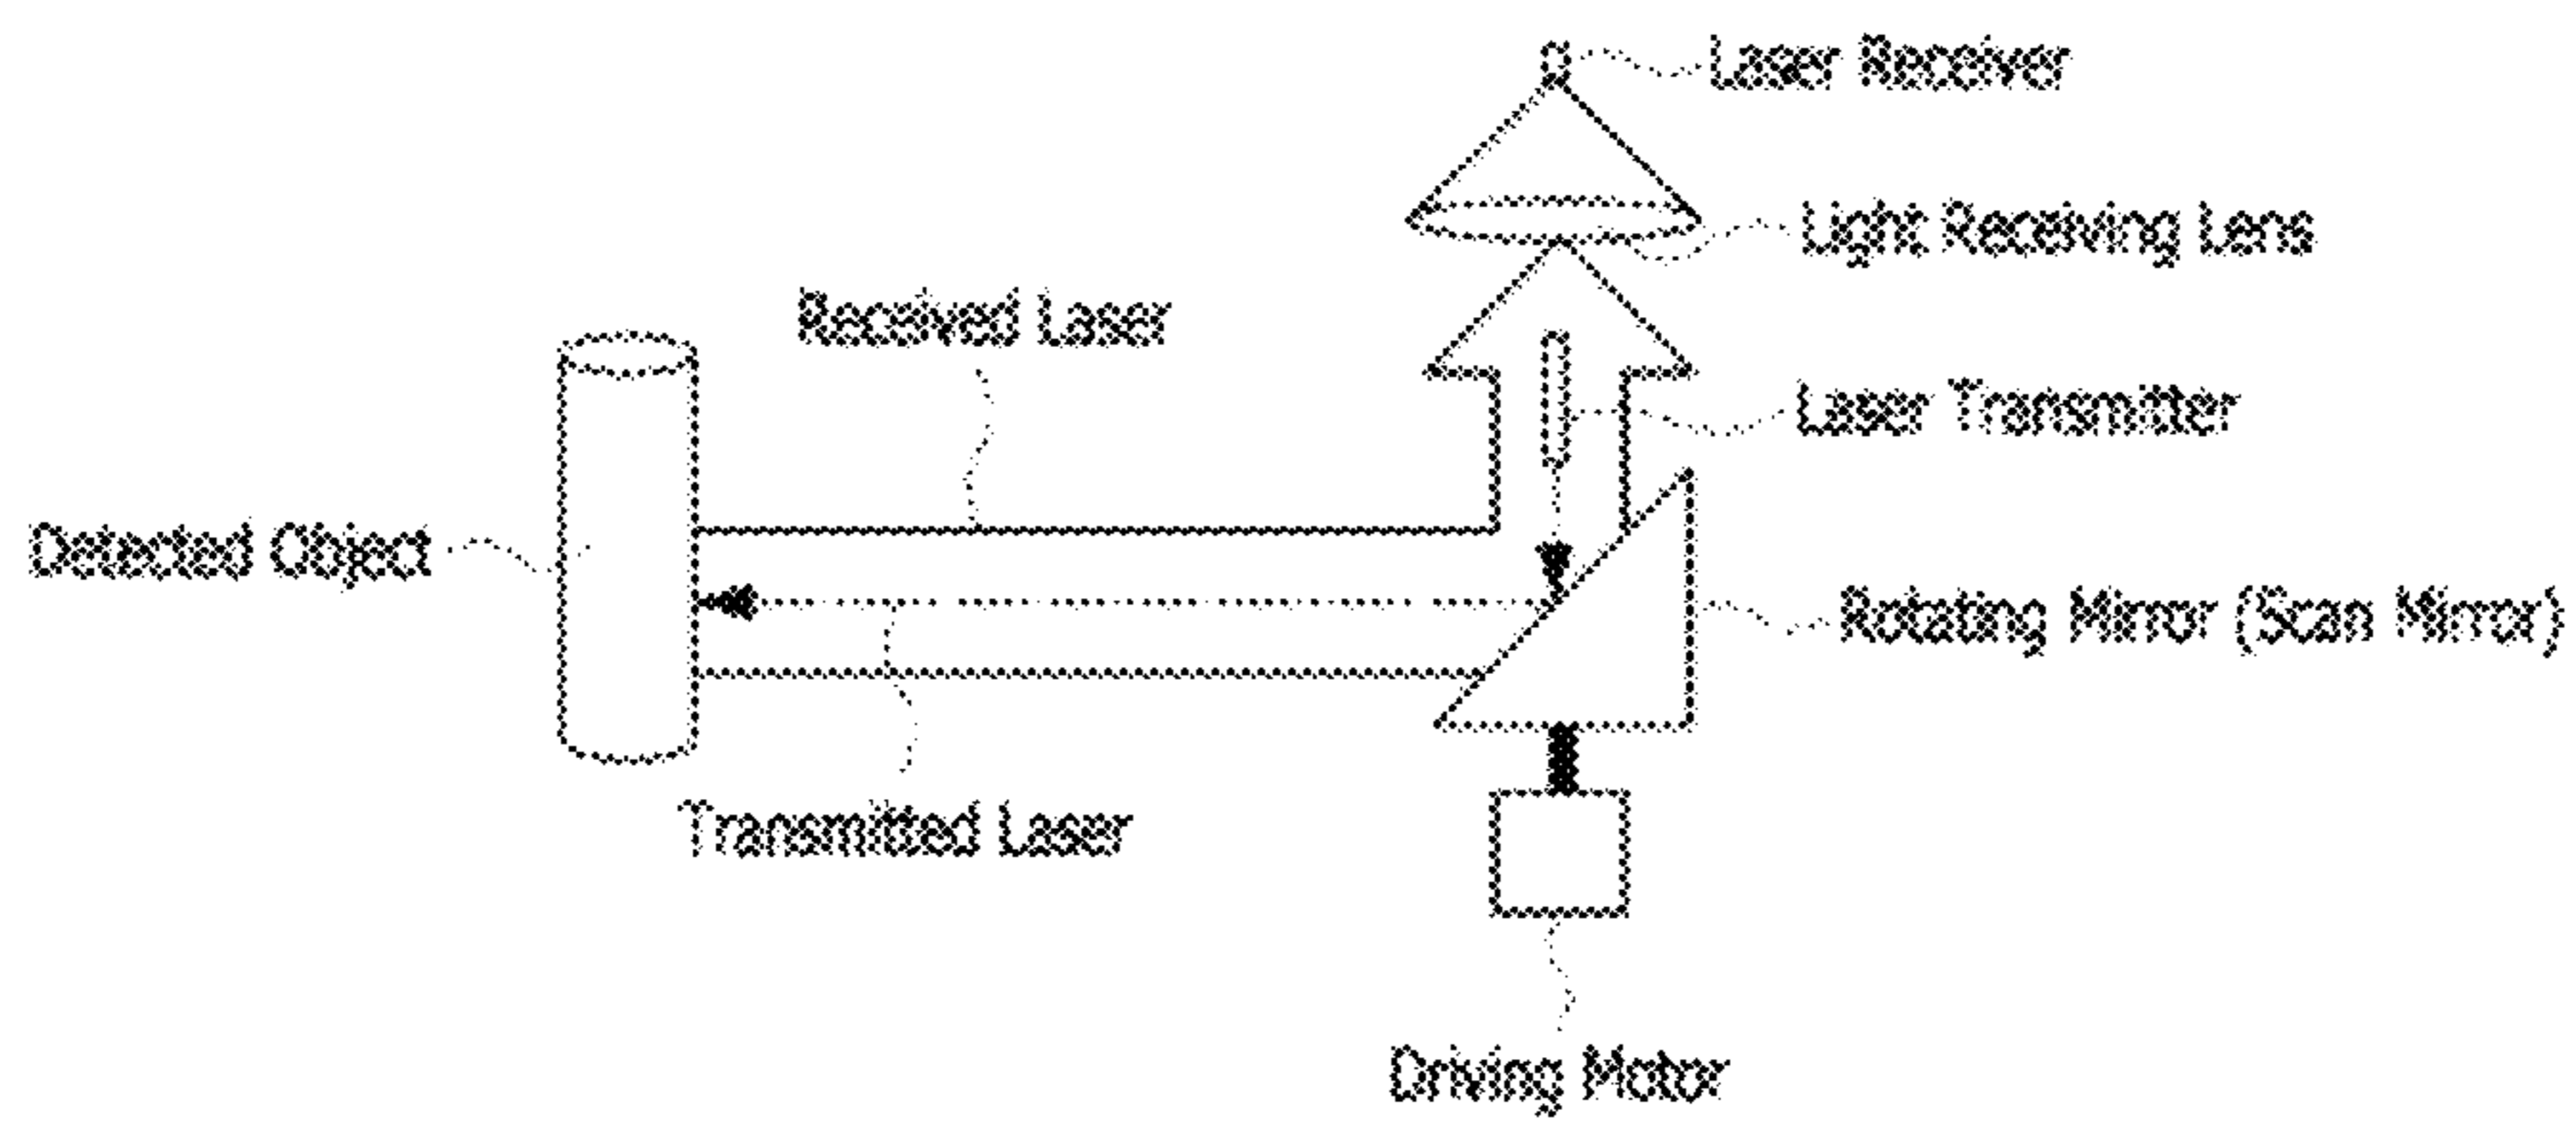 Laser Receiver
Light Receiving Lens
Received Laser
Laser Transmitter
Detected Object
Rotating Mirror (Scan Mirror)
Transmitted Laser
Driving Motor